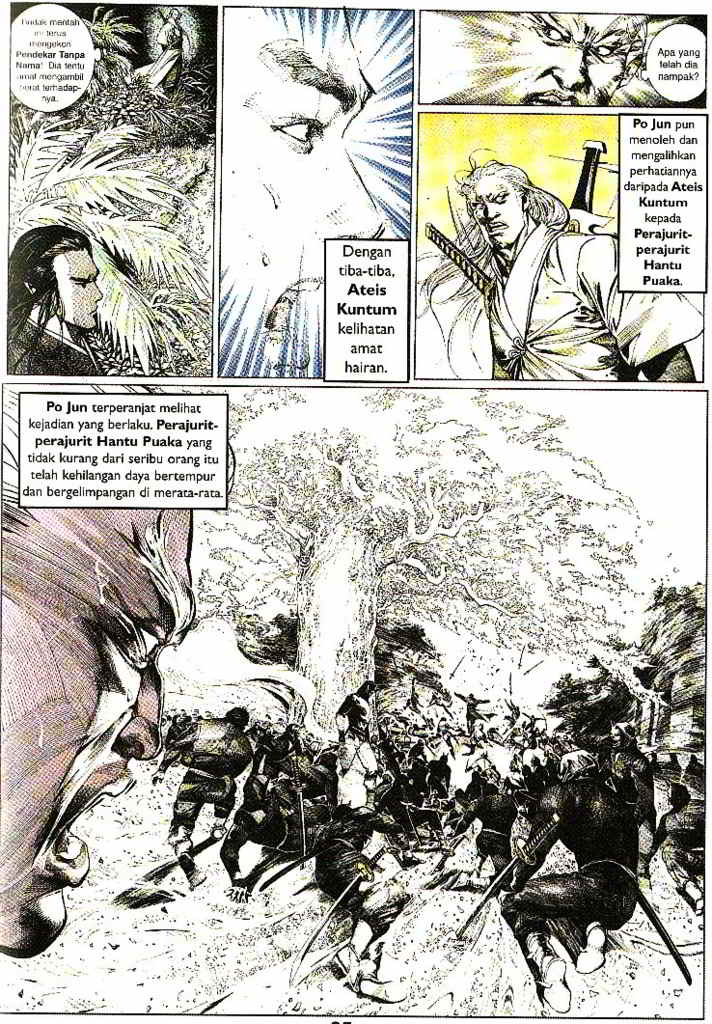 Budak mentah
ini terus
mengekori
Pendekar Tanpa
Nama! Dia tentu
amat mengambil
berat terhadap-
nya.
Dengan
tiba-tiba,
Ateis
Kuntum
kelihatan
amat
hairan.
Apa yang
telah dia
nampak?
Po Jun pun
menoleh dan
mengalihkan
perhatiannya
daripada Ateis
Kuntum
kepada
Perajurit-
perajurit
Hantu
Puaka.
Po Jun terperanjat melihat
kejadian yang berlaku. Perajurit-
perajurit Hantu Puaka yang
tidak kurang dari seribu orang itu
telah kehilangan daya bertempur
dan bergelimpangan di merata-rata.